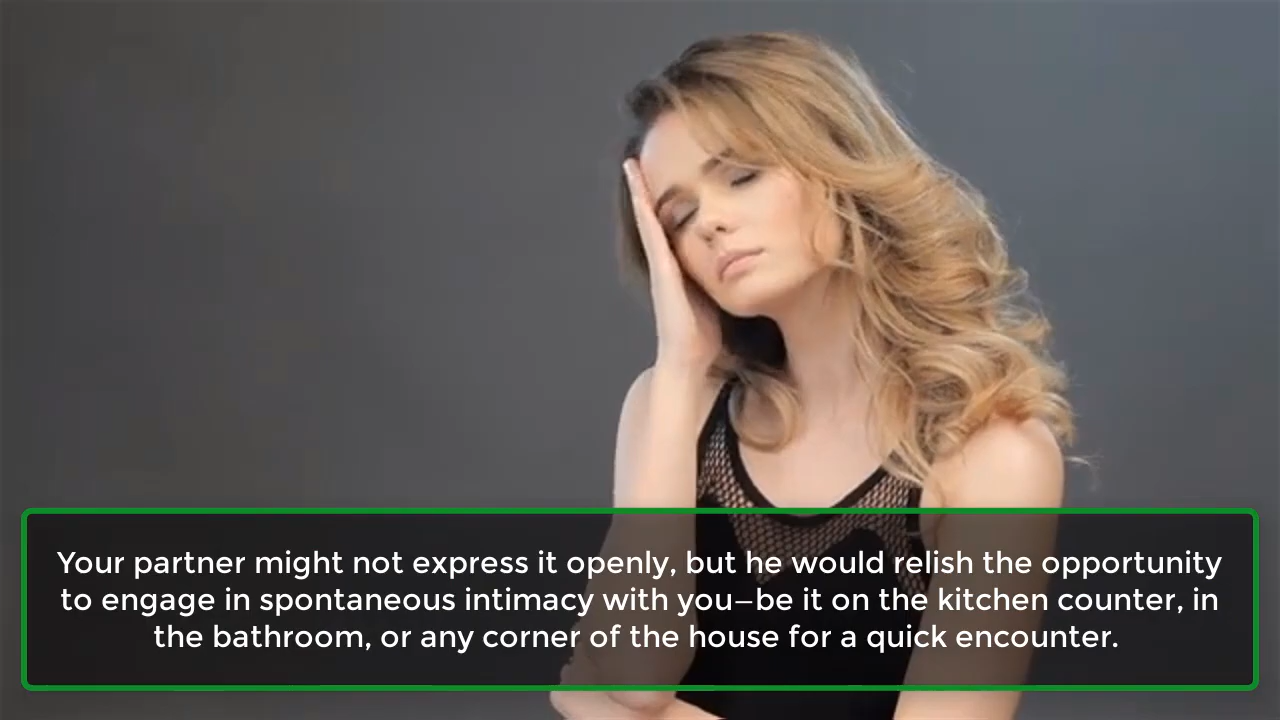 Your partner might not express it openly, but he would relish the opportunity
to engage in spontaneous intimacy with you—be it on the kitchen counter, in
the bathroom, or any corner of the house for a quick encounter.